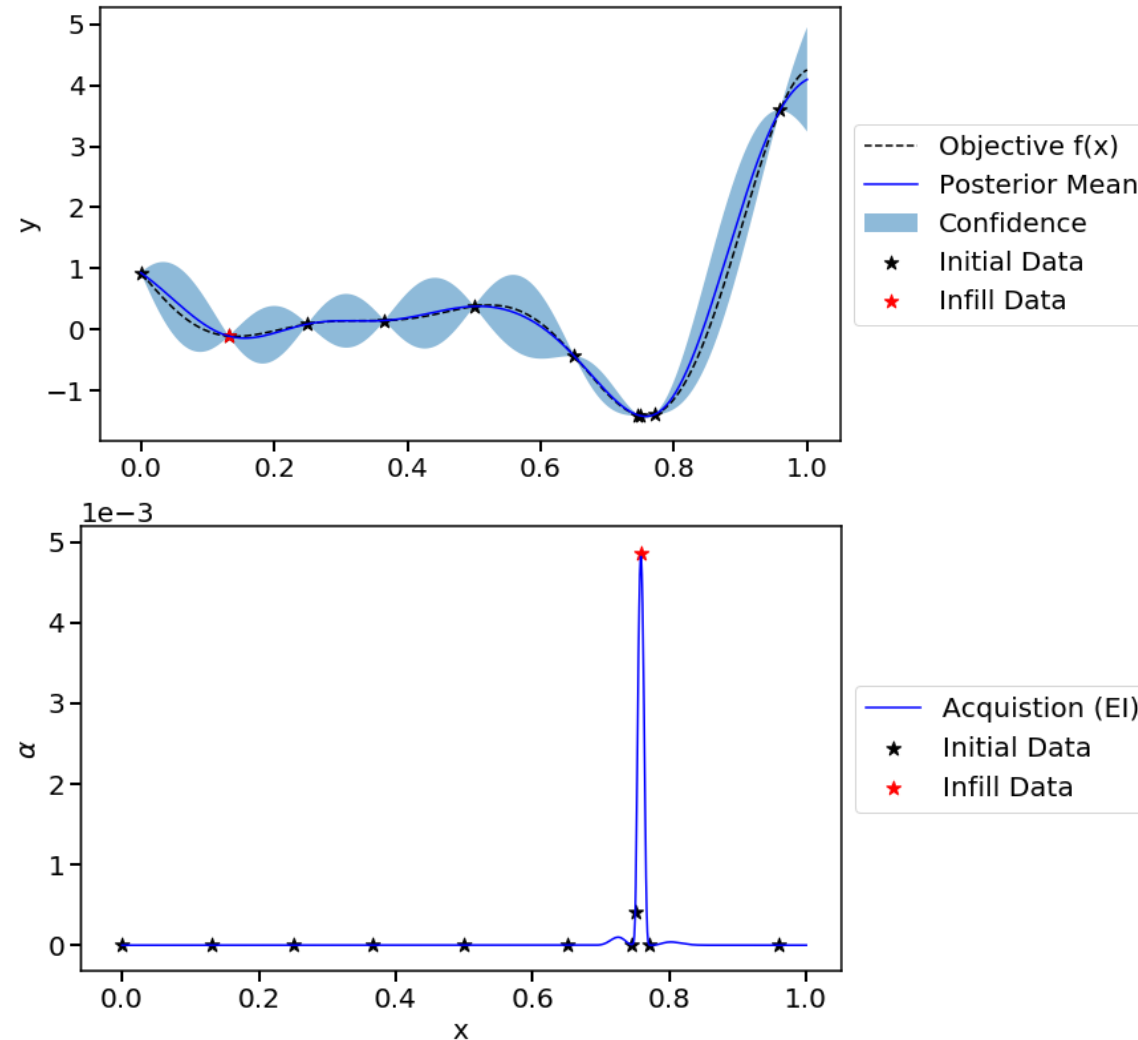 5
4
3
2
1
0
−1
y
0.0 0.2 0.4 0.6 0.8 1.0
Objective f(x)
Posterior Mean
Confidence
Initial Data
Infill Data
1e−3
5
4
3
2
1
0
α
0.0 0.2 0.4 0.6 0.8 1.0
x
Acquistion (EI)
Initial Data
Infill Data